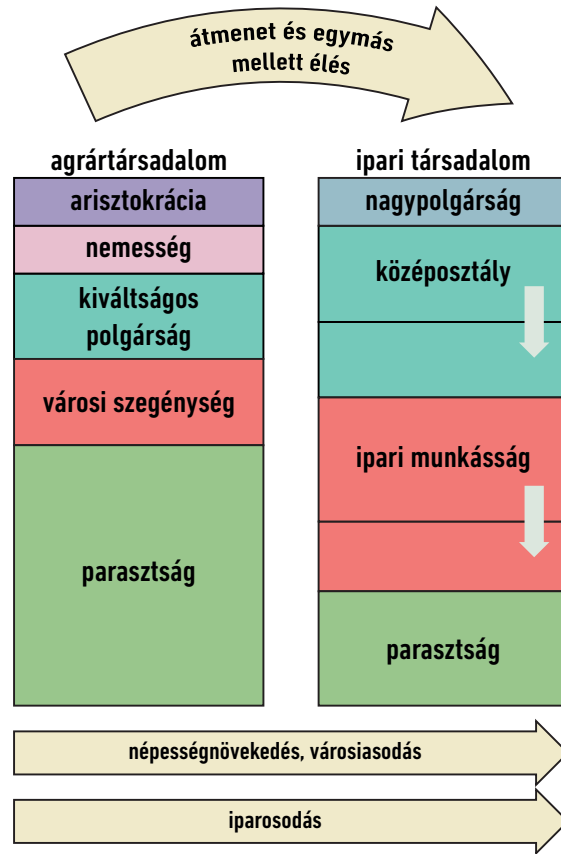 átmenet és egymás
mellett élés
agrártársadalom
arisztokrácia
nemesség
kiváltságos
polgárság
városi szegénység
parasztság
ipari társadalom
nagypolgárság
középosztály
ipari munkásság
parasztság
népességnövekedés, városiasodás
iparosodás